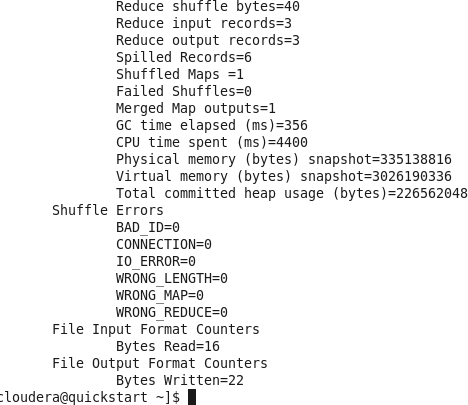 Reduce shuffle bytes=40
Reduce input records=3
Reduce output records=3
Spilled Records=6
Shuffled Maps =1
Failed Shuffles=0
Merged Map outputs=1
GC time elapsed (ms)=356
CPU time spent (ms)=4400
Physical memory (bytes) snapshot=335138816
Virtual memory (bytes) snapshot=3026190336
Total committed heap usage (bytes)=226562048
Shuffle Errors
BAD_ID=0
CONNECTION=0
IO_ERROR=0
WRONG_LENGTH=0
WRONG_MAP=0
WRONG_REDUCE=0
File Input Format Counters
Bytes Read=16
File Output Format Counters
Bytes Written=22
cloudera@quickstart ~]$